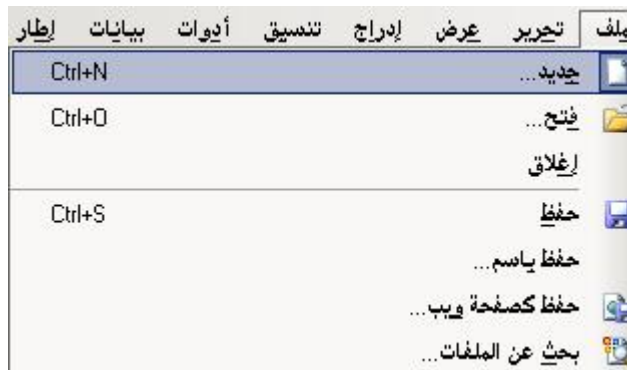 ملف تحرير عرض إدراج تنسيق أدوات بيانات إطار
جديد... Ctrl+N
فتح... Ctrl+O
إغلاق
حفظ Ctrl+S
حفظ باسم...
حفظ كصفحة ويب...
بحث عن الملفات...